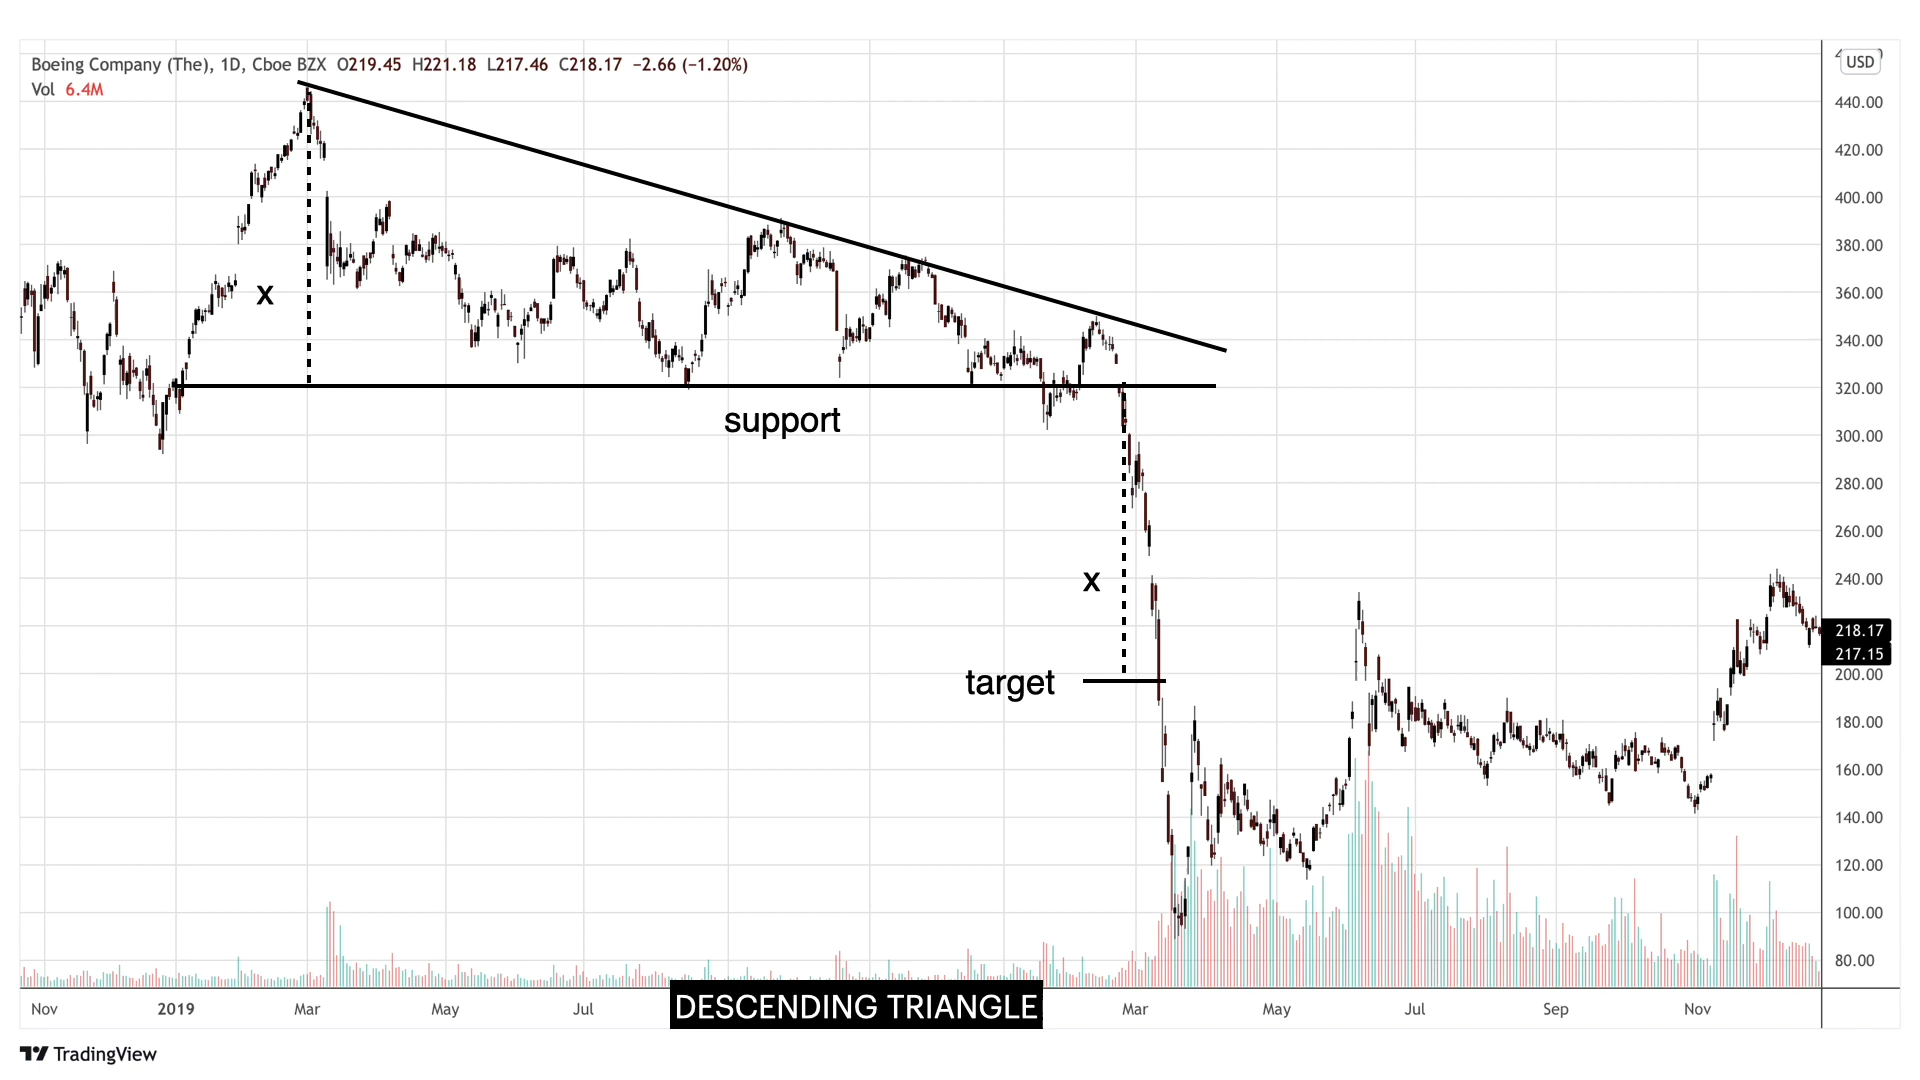 Boeing Company (The), 1D, Cboe BZX O219.45 H221.18 L217.46 C218.17 −2.66 (−1.20%)
Vol 6.4M
USD
440.00
420.00
400.00
380.00
360.00
340.00
320.00
300.00
280.00
260.00
240.00
218.17
217.15
200.00
180.00
160.00
140.00
120.00
100.00
80.00
x
support
x
target
Nov 2019 Mar May Jul Mar May Jul Sep Nov
DESCENDING TRIANGLE
TradingView